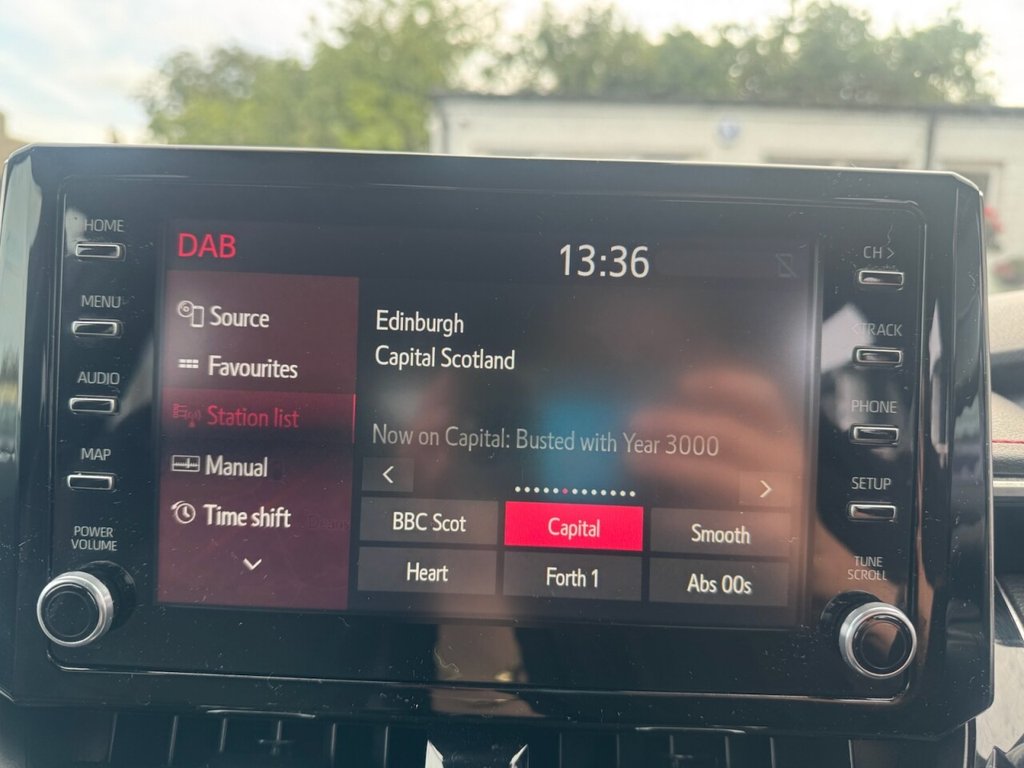 HOME
MENU
AUDIO
MAP
POWER
VOLUME
DAB
13:36
Source
Favourites
Station list
Manual
Time shift
Edinburgh
Capital Scotland
Now on Capital: Busted with Year 3000
<
>
BBC Scot
Capital
Smooth
Heart
Forth 1
Abs 00s
CH >
< TRACK
PHONE
SETUP
TUNE
SCROLL